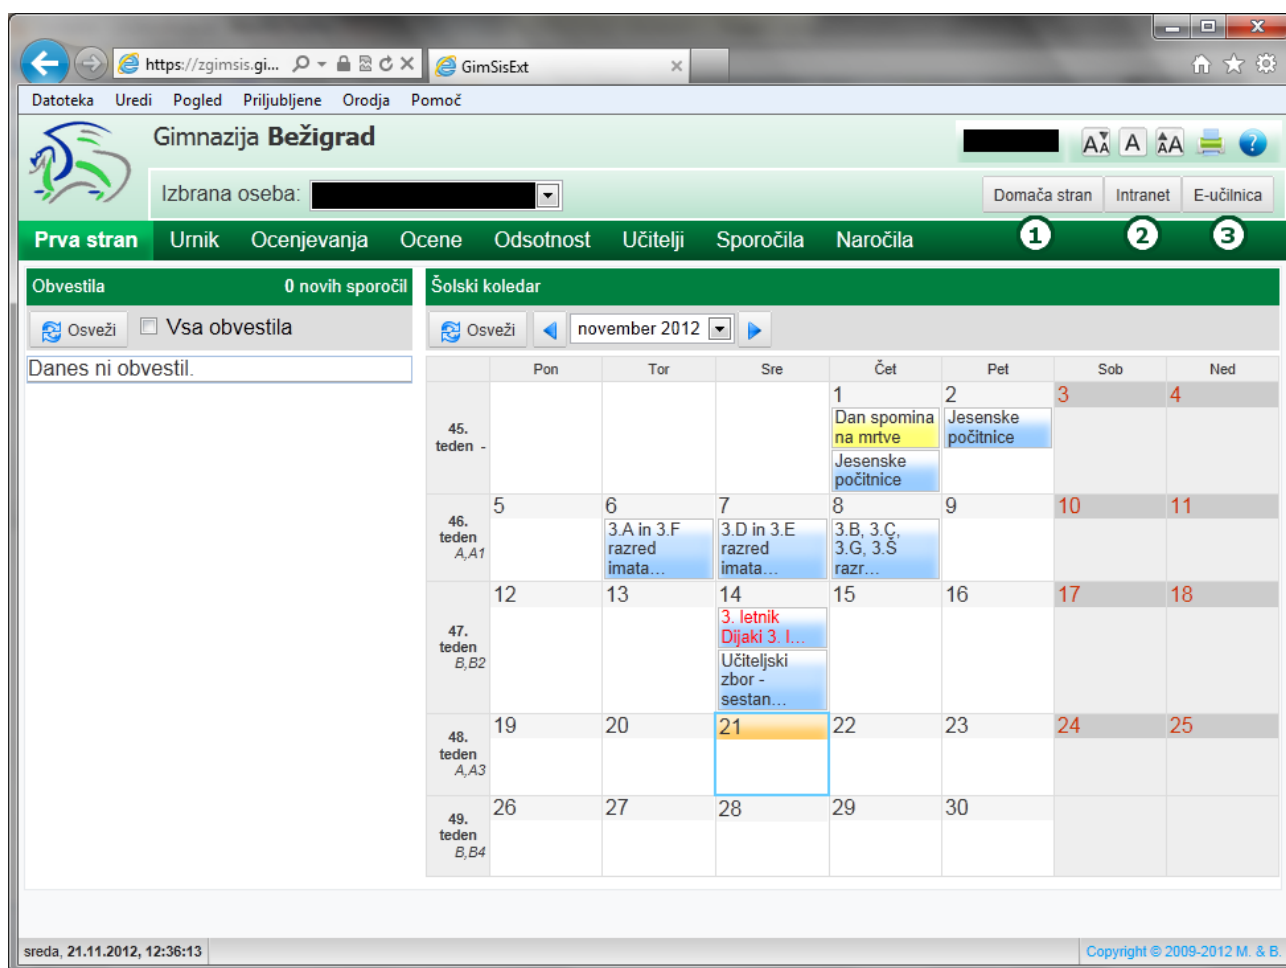 https://zgimsis.gi...
GimSisExt
Datoteka Uredi Pogled Priljubljene Orodja Pomoč
Gimnazija Bežigrad
AA A AA ?
Izbrana oseba:
Domača stran Intranet E-učilnica
Prva stran Urnik Ocenjevanja Ocene Odsotnost Učitelji Sporočila Naročila
1 2 3
Obvestila 0 novih sporočil
Šolski koledar
Osveži Vsa obvestila
Osveži november 2012
Danes ni obvestil.
Pon Tor Sre Čet Pet Sob Ned
45.
teden -
1 2 3 4
Dan spomina
na mrtve
Jesenske
počitnice
Jesenske
počitnice
46.
teden
A,A1
5 6 7 8 9 10 11
3.A in 3.F
razred
imata...
3.D in 3.E
razred
imata...
3.B, 3.C,
3.G, 3.Š
razr...
47.
teden
B,B2
12 13 14 15 16 17 18
3. letnik
Dijaki 3. l...
Učiteljski
zbor -
sestan...
48.
teden
A,A3
19 20 21 22 23 24 25
49.
teden
B,B4
26 27 28 29 30
sreda, 21.11.2012, 12:36:13
Copyright © 2009-2012 M. & B.